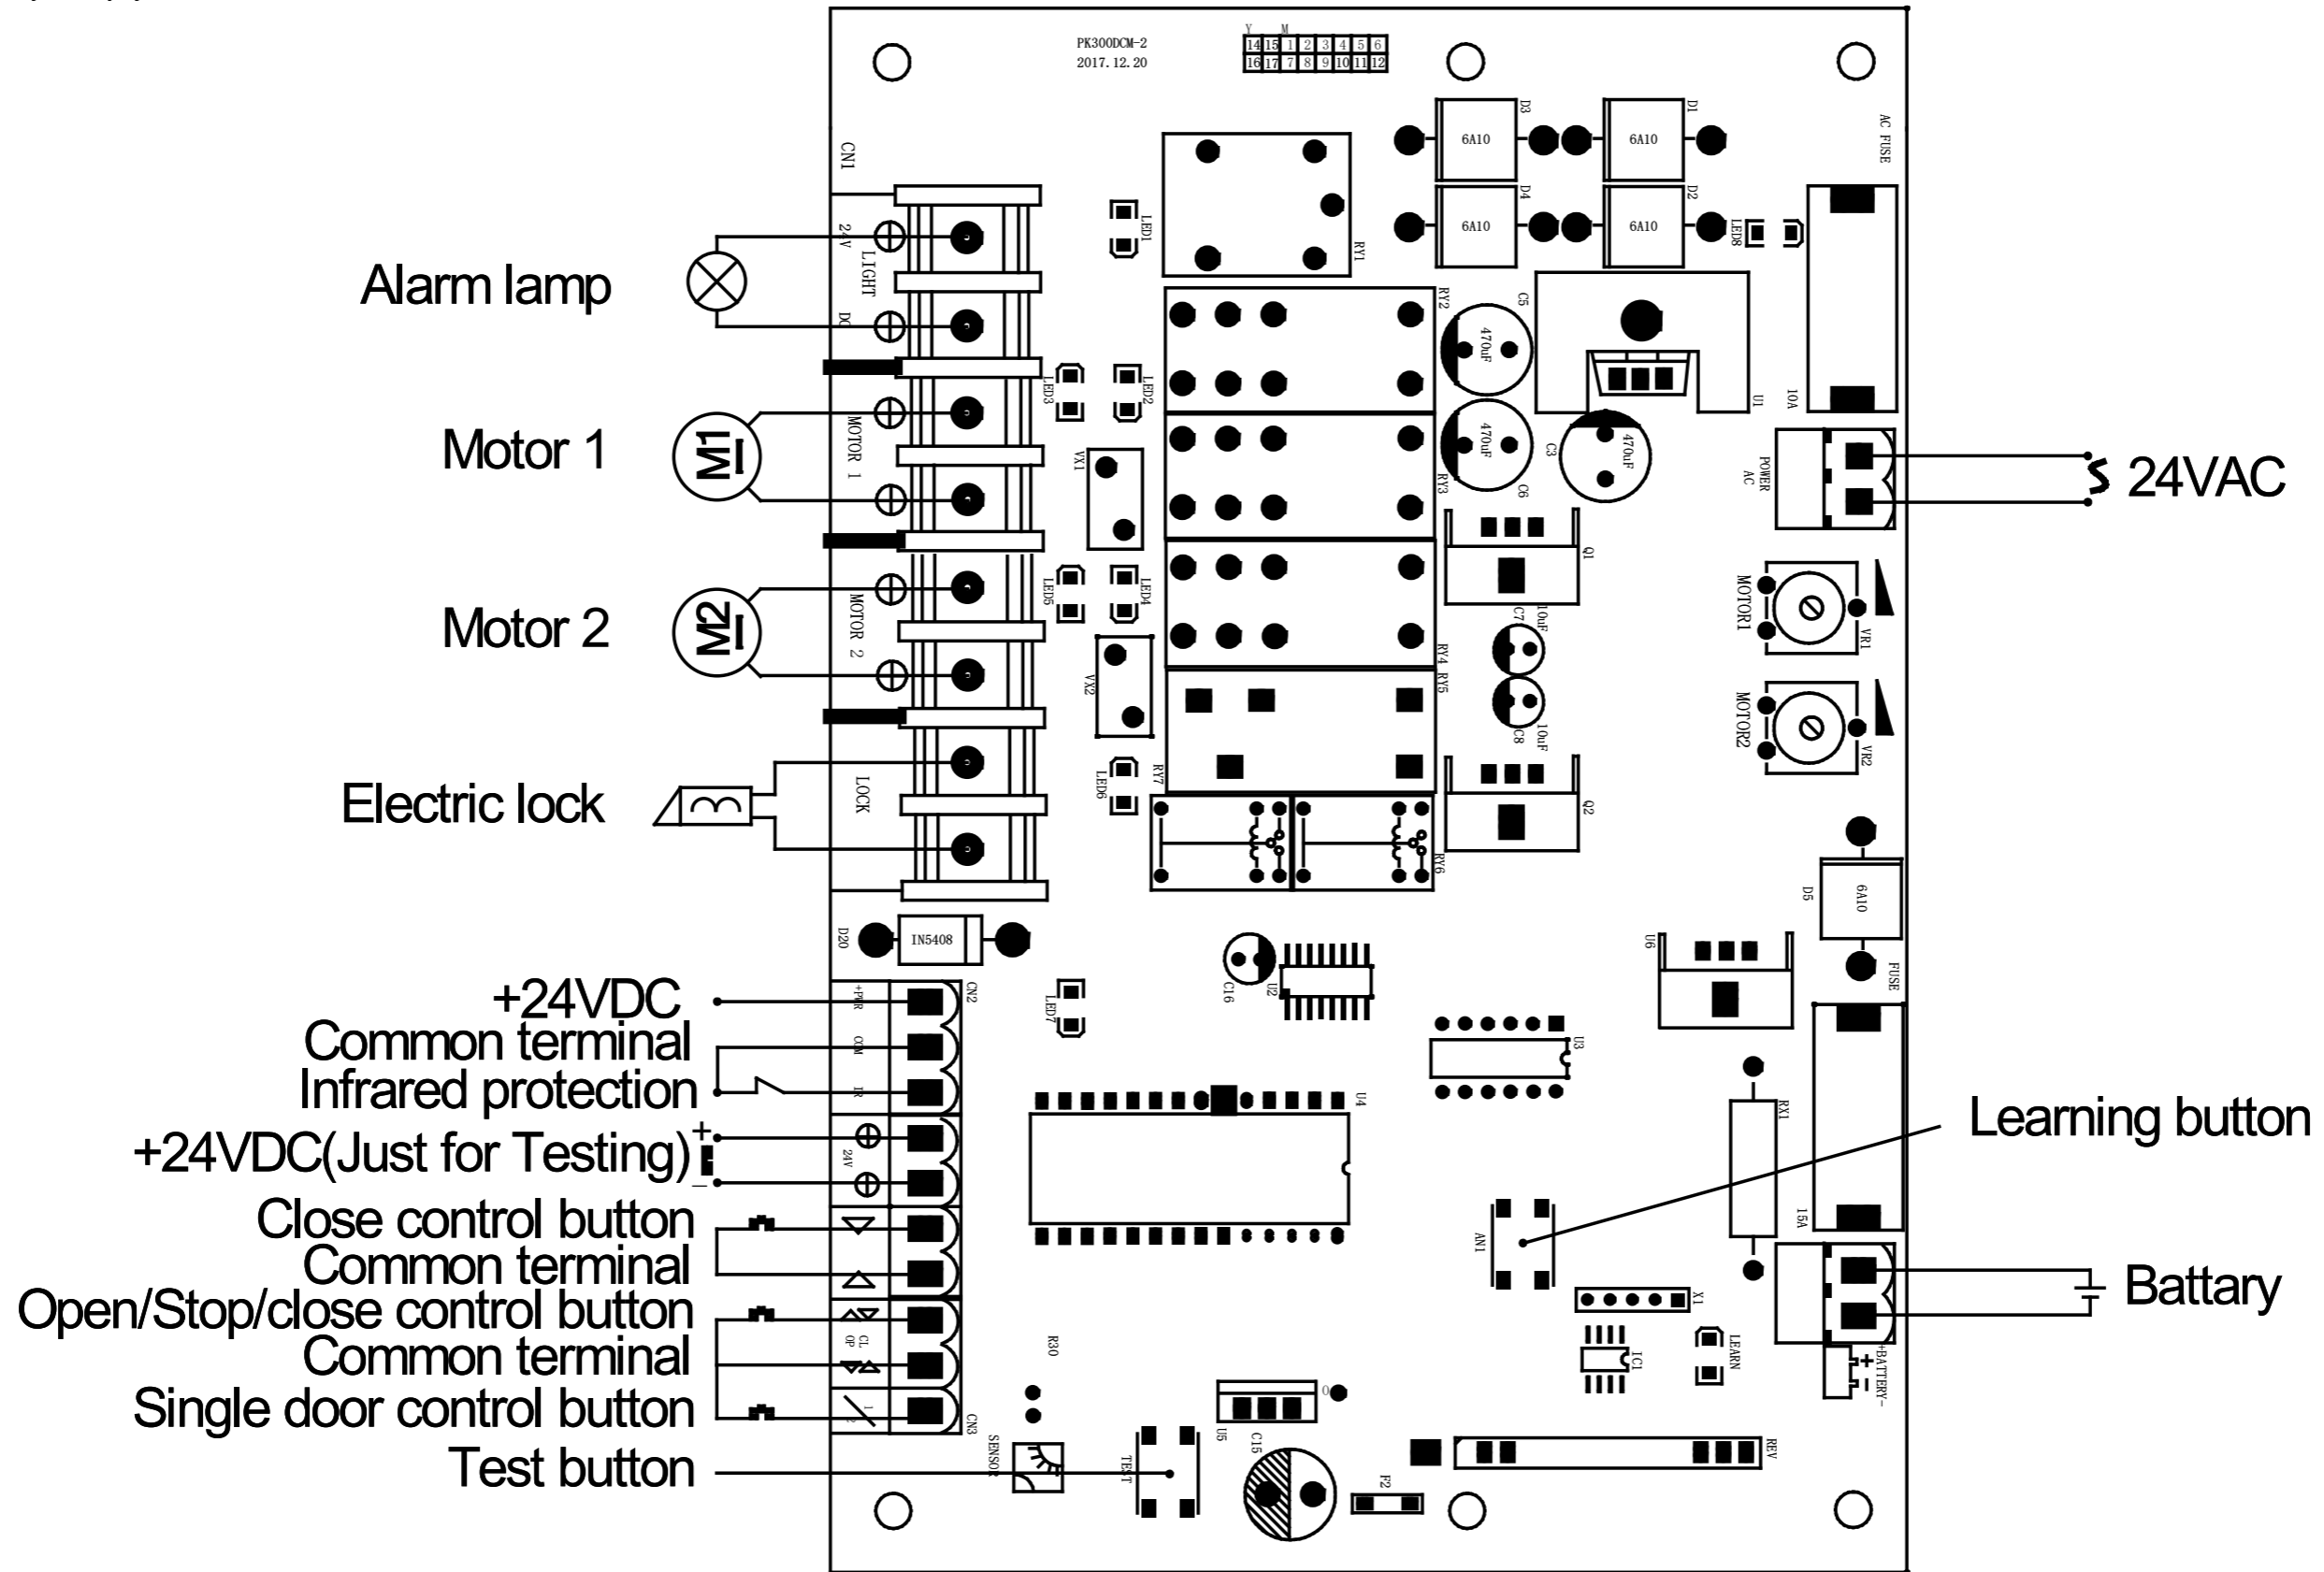 PK300DCM-2
2017.12.20
Y M
14 15 1 2 3 4 5 6
16 17 7 8 9 10 11 12
CN1
24V
LIGHT
DC
Alarm lamp
Motor 1
M1
MOTOR 1
Motor 2
M2
MOTOR 2
Electric lock
LOCK
D20
IN5408
+24VDC
+PWR
CN2
Common terminal
COM
Infrared protection
IR
+24VDC(Just for Testing)
+
−
24V
Close control button
Common terminal
Open/Stop/close control button
CL
OP
Common terminal
Single door control button
1
2
CN3
Test button
LED1
LED3
LED2
VX1
LED5
LED4
VX2
LED6
LED7
RY1
RY2
RY3
RY4
RY5
RY7
RY6
D3
6A10
D1
6A10
D4
6A10
D2
6A10
LED8
AC FUSE
10A
C5
470uF
470uF
C6
C3
470uF
U1
POWER
AC
24VAC
Q1
C7
10uF
C8
10uF
Q2
MOTOR1
VR1
MOTOR2
VR2
D5
6A10
U6
FUSE
15A
C16
U2
U3
U4
RX1
Learning button
AN1
X1
IC1
LEARN
Battary
+BATTERY-
+
−
R30
SENSOR
TEST
U5
O
C15
F2
REV